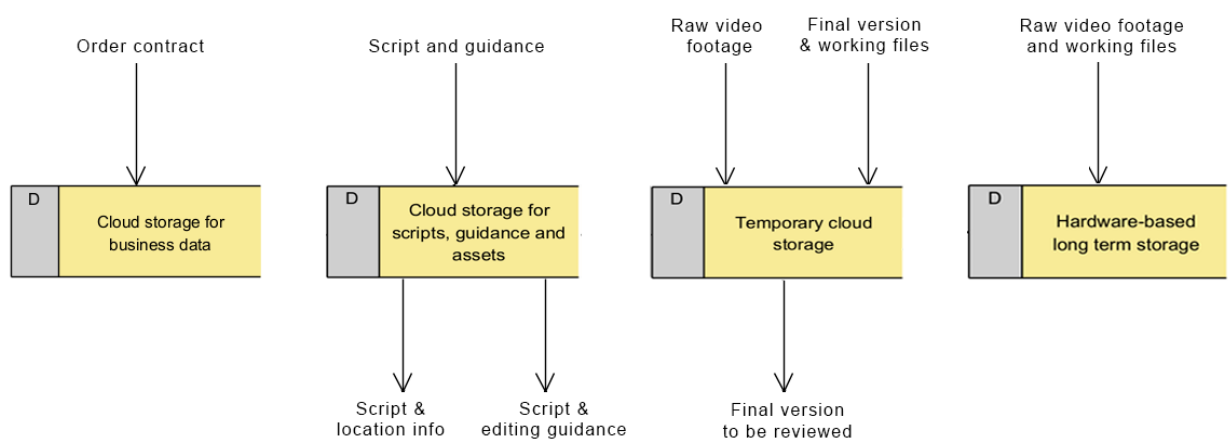 Order contract
Script and guidance
Raw video
footage
Final version
& working files
Raw video footage
and working files
D
Cloud storage for
business data
D
Cloud storage for
scripts, guidance and
assets
D
Temporary cloud
storage
D
Hardware-based
long term storage
Script &
location info
Script &
editing guidance
Final version
to be reviewed